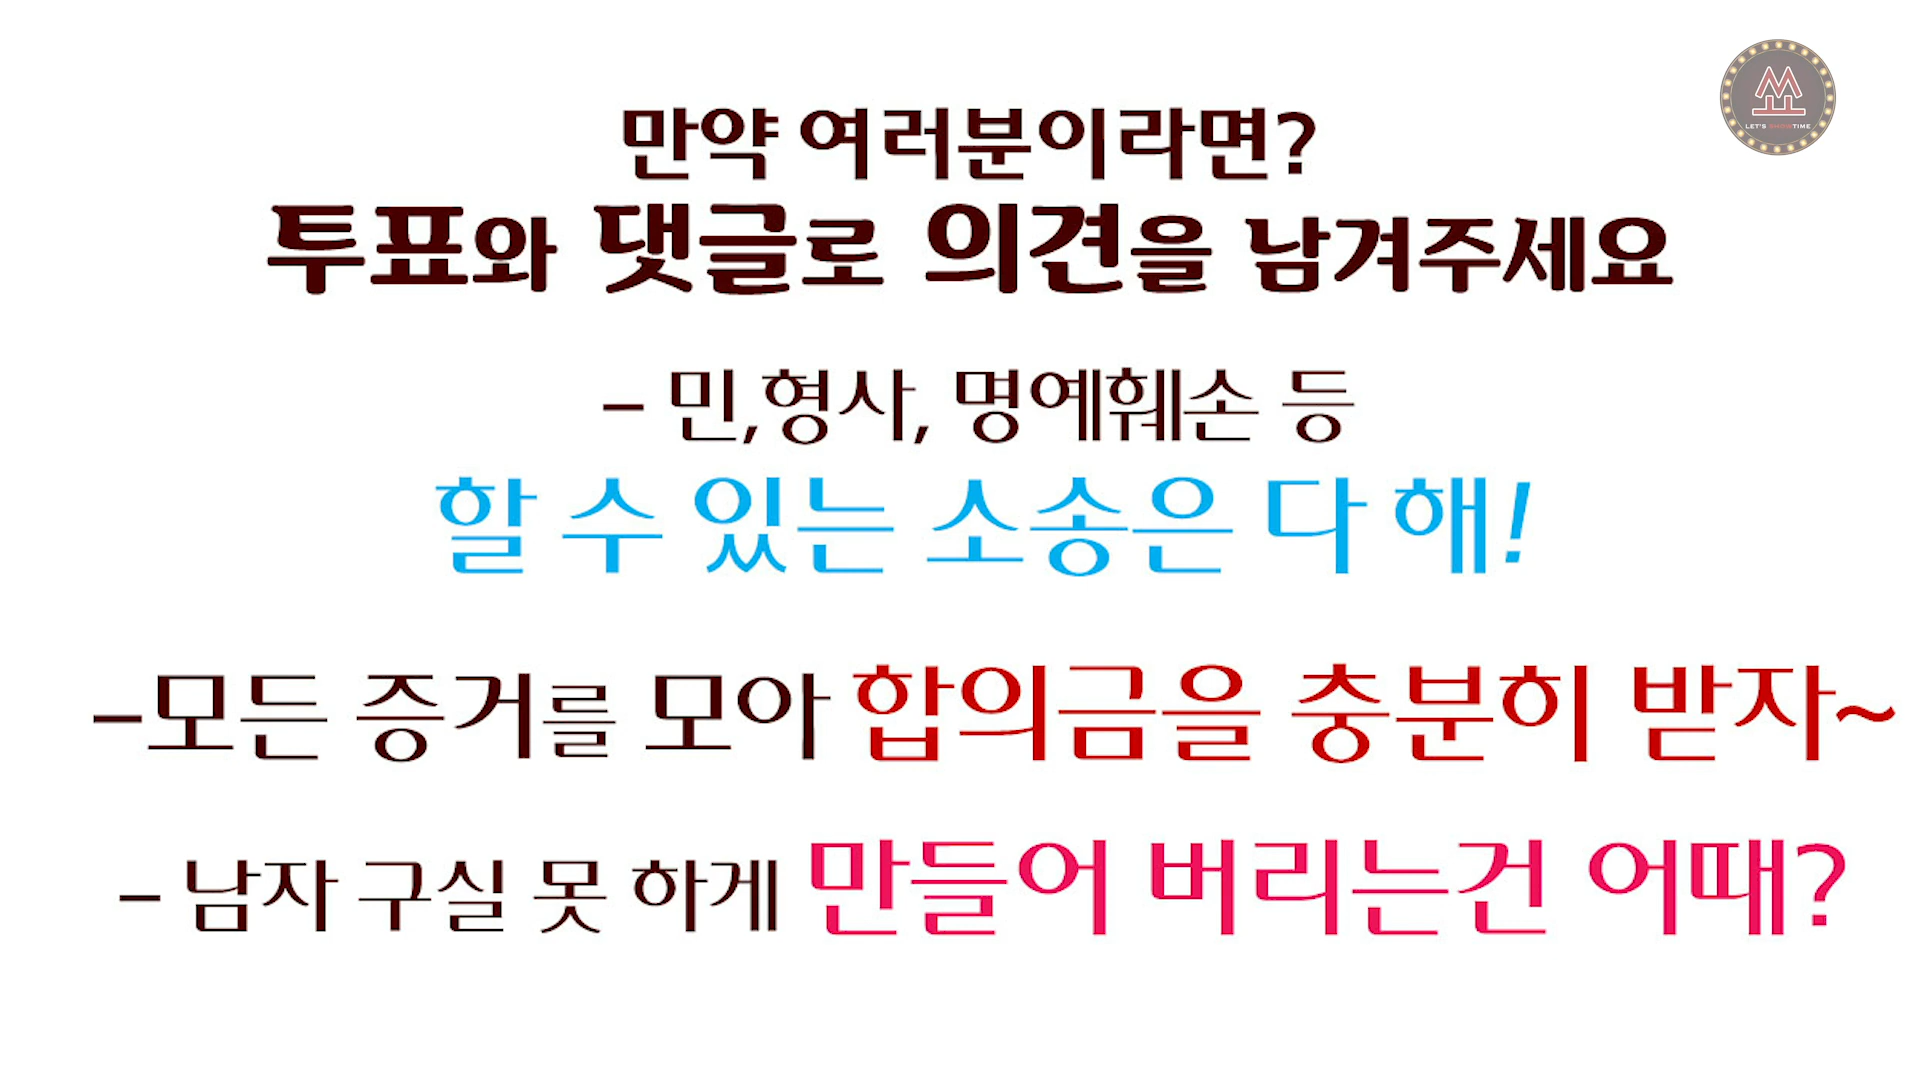 만약 여러분이라면?
투표와 댓글로 의견을 남겨주세요
- 민,형사, 명예훼손 등
할 수 있는 소송은 다 해!
-모든 증거를 모아 합의금을 충분히 받자~
- 남자 구실 못 하게 만들어 버리는건 어때?
쇼
LET'S SHOWTIME